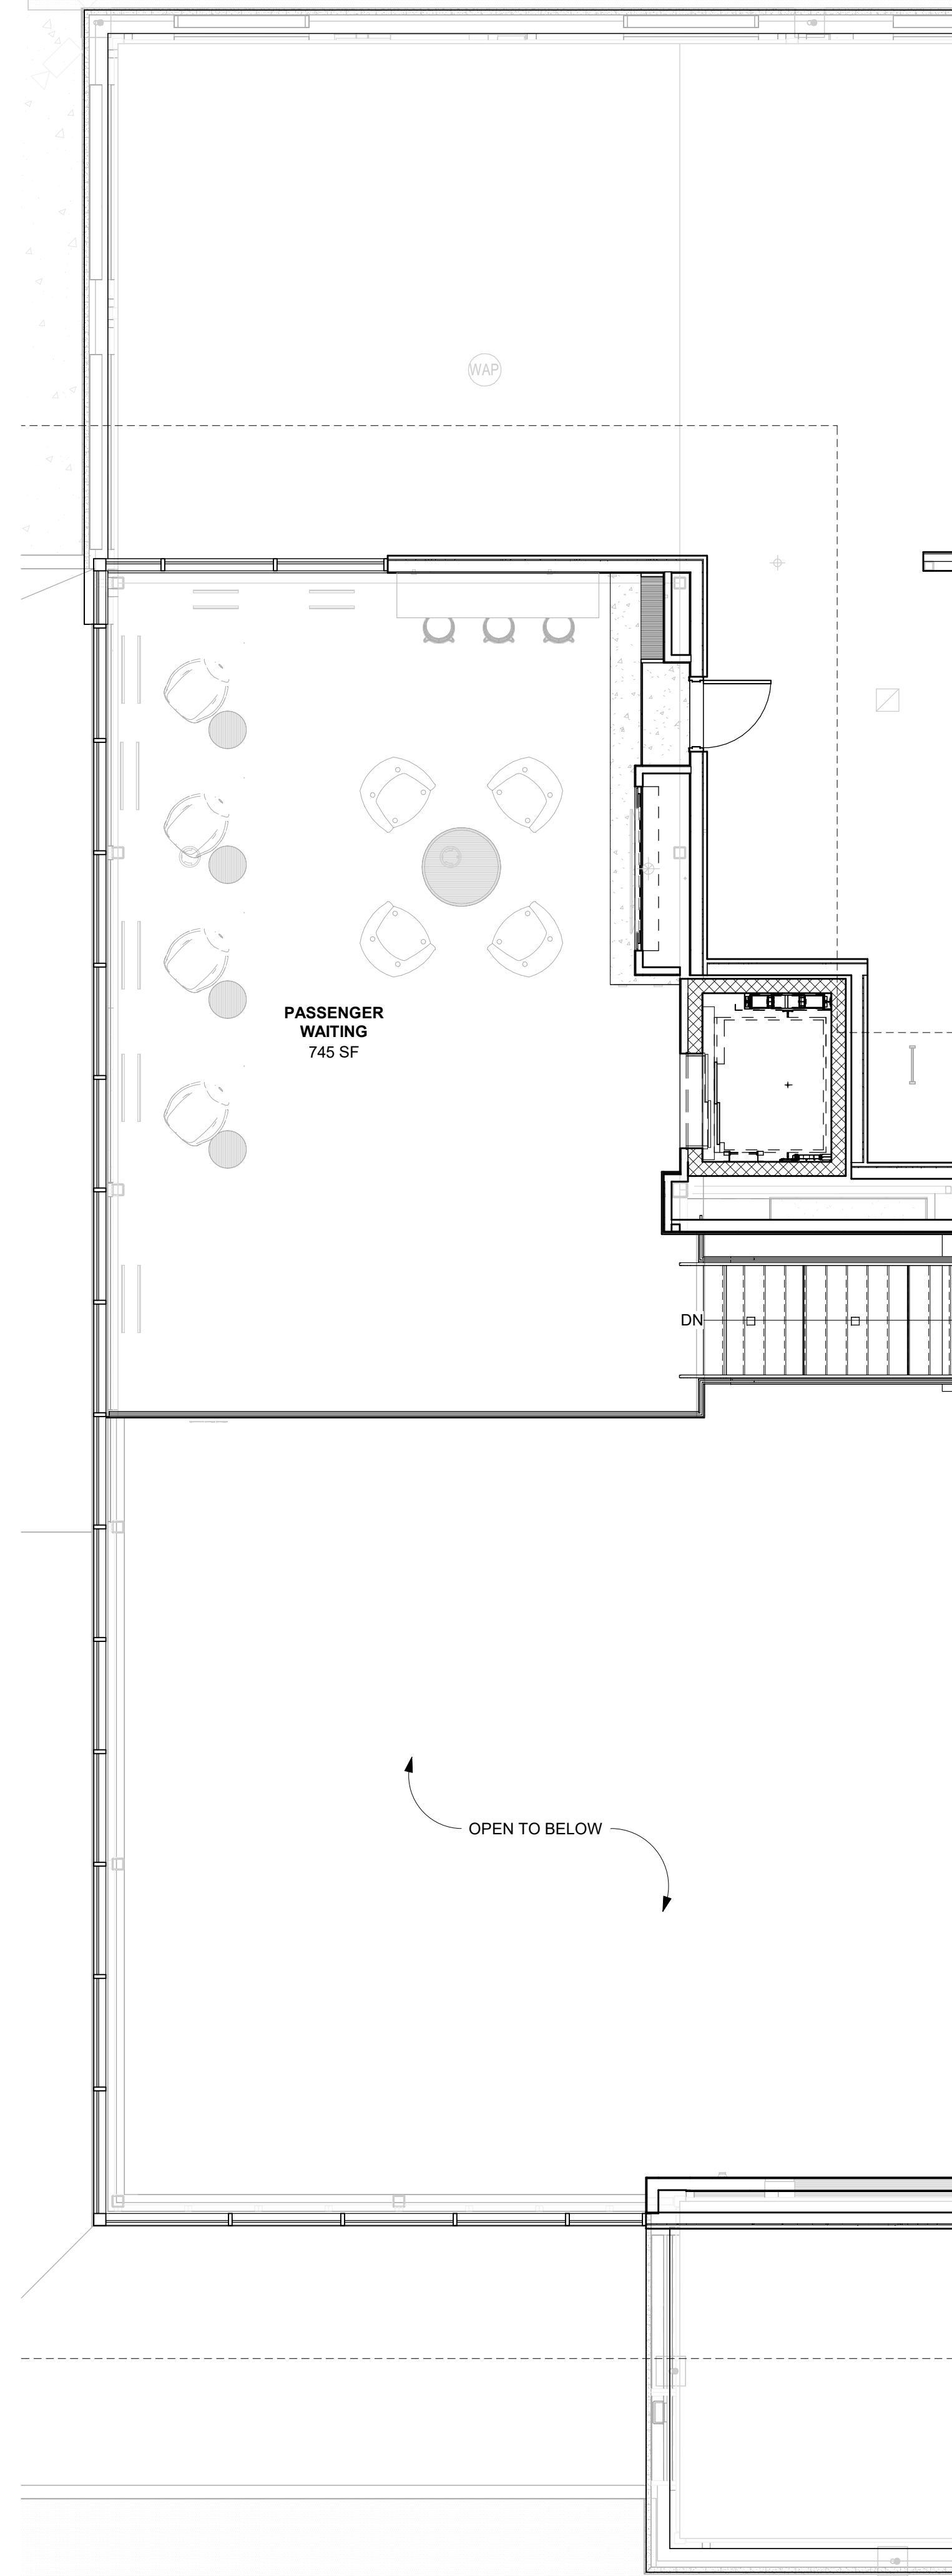 WAP
PASSENGER
WAITING
745 SF
DN
OPEN TO BELOW